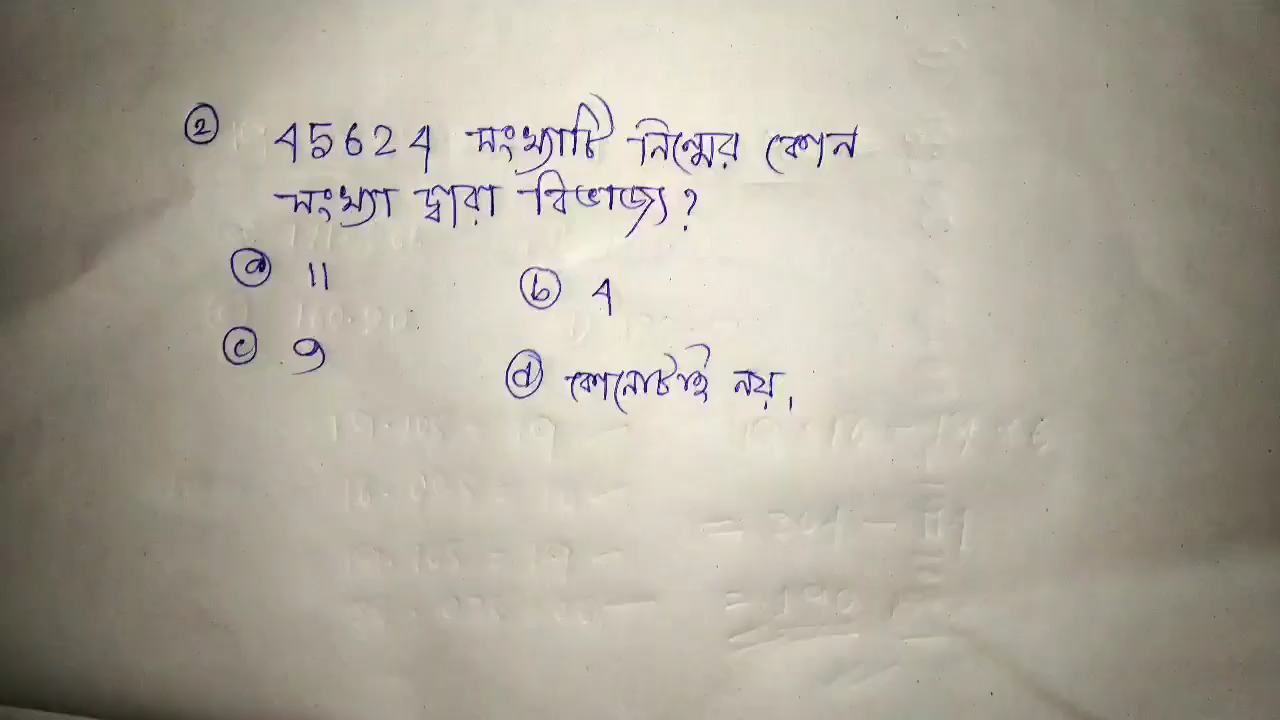 ② 45624 সংখ্যাটি নিম্নের কোন
সংখ্যা দ্বারা বিভাজ্য?
ⓐ 11 ⓑ 4
ⓒ 9 ⓓ কোনোটাই নয়।